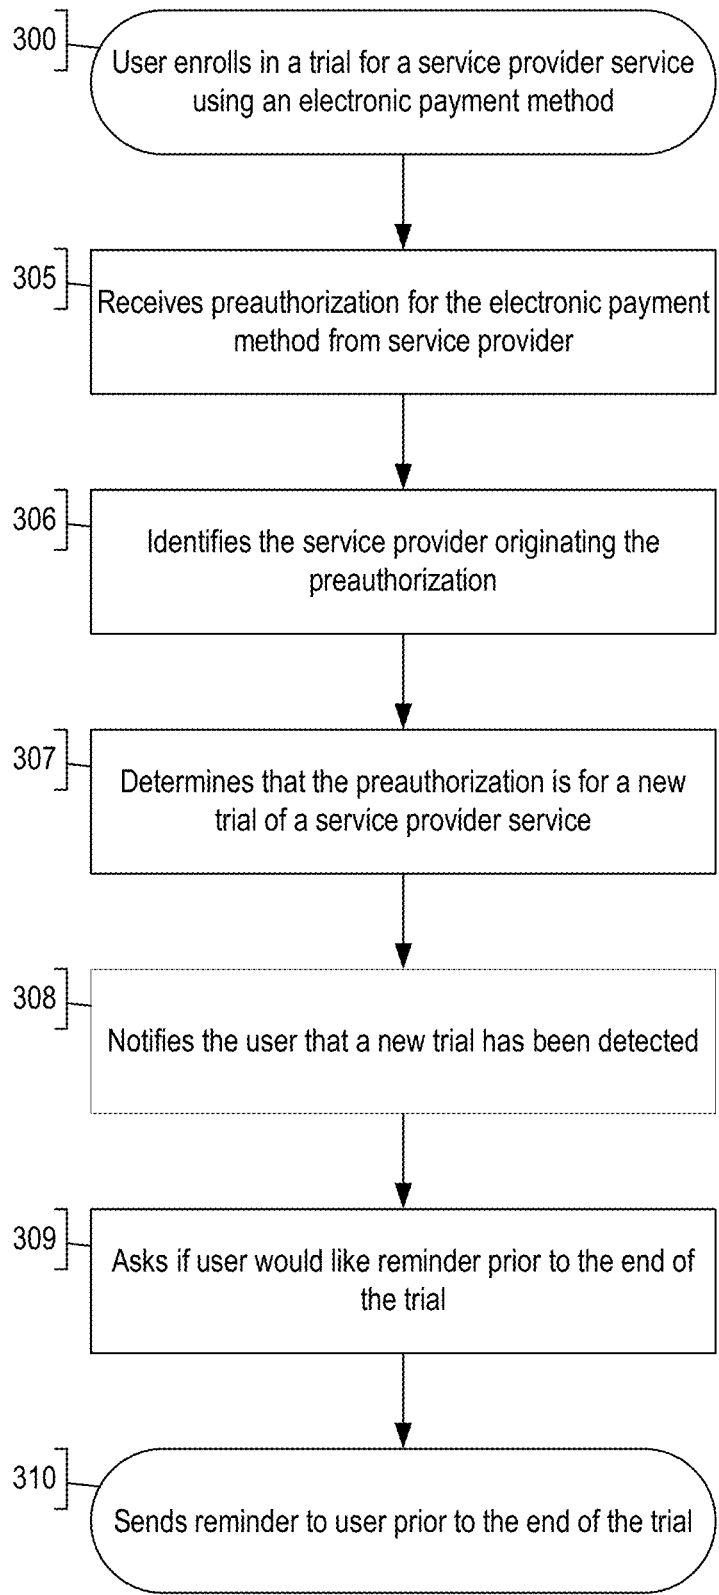 300
User enrolls in a trial for a service provider service
using an electronic payment method
305
Receives preauthorization for the electronic payment
method from service provider
306
Identifies the service provider originating the
preauthorization
307
Determines that the preauthorization is for a new
trial of a service provider service
308
Notifies the user that a new trial has been detected
309
Asks if user would like reminder prior to the end of
the trial
310
Sends reminder to user prior to the end of the trial